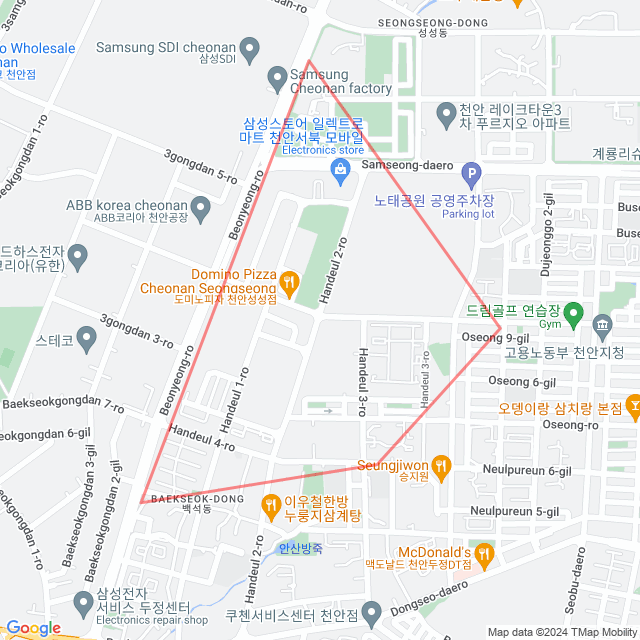 SEONGSEONG-DONG
성성동
Wholesale
천안점
Samsung SDI cheonan
삼성SDI
Samsung
Cheonan factory
천안 레이크타운3
차 푸르지오 아파트
삼성스토어 일렉트로
마트 천안서북 모바일
Electronics store
계룡리슈
3gongdan 5-ro
Samseong-daero
노태공원 공영주차장
Parking lot
ABB korea cheonan
ABB코리아 천안공장
Beonyeong-ro
Dujeonggo 2-gil
Handeul 2-ro
드하스전자
코리아(유한)
Domino Pizza
Cheonan Seongseong
도미노피자 천안성성점
드림골프 연습장
Gym
3gongdan 3-ro
스테코
Oseong 9-gil
고용노동부 천안지청
Handeul 1-ro
Handeul 3-ro
Handeul 3-ro
Beonyeong-ro
Oseong 6-gil
Baekseokgongdan 7-ro
오뎅이랑 삼치랑 본점
Oseong-ro
Baekseokgongdan 6-gil
Handeul 4-ro
Seungjiwon
승지원
Neulpureun 6-gil
Baekseokgongdan 3-gil
Baekseokgongdan 2-gil
BAEKSEOK-DONG
백석동
이우철한방
누룽지삼계탕
Neulpureun 5-gil
Baekseokgongdan 1-ro
Handeul 2-ro
안산방죽
McDonald's
맥도날드 천안두정DT점
삼성전자
서비스 두정센터
Electronics repair shop
쿠첸서비스센터 천안점
Dongseo-daero
Seobu-daero
Google
Map data ©2024 TMap Mobility